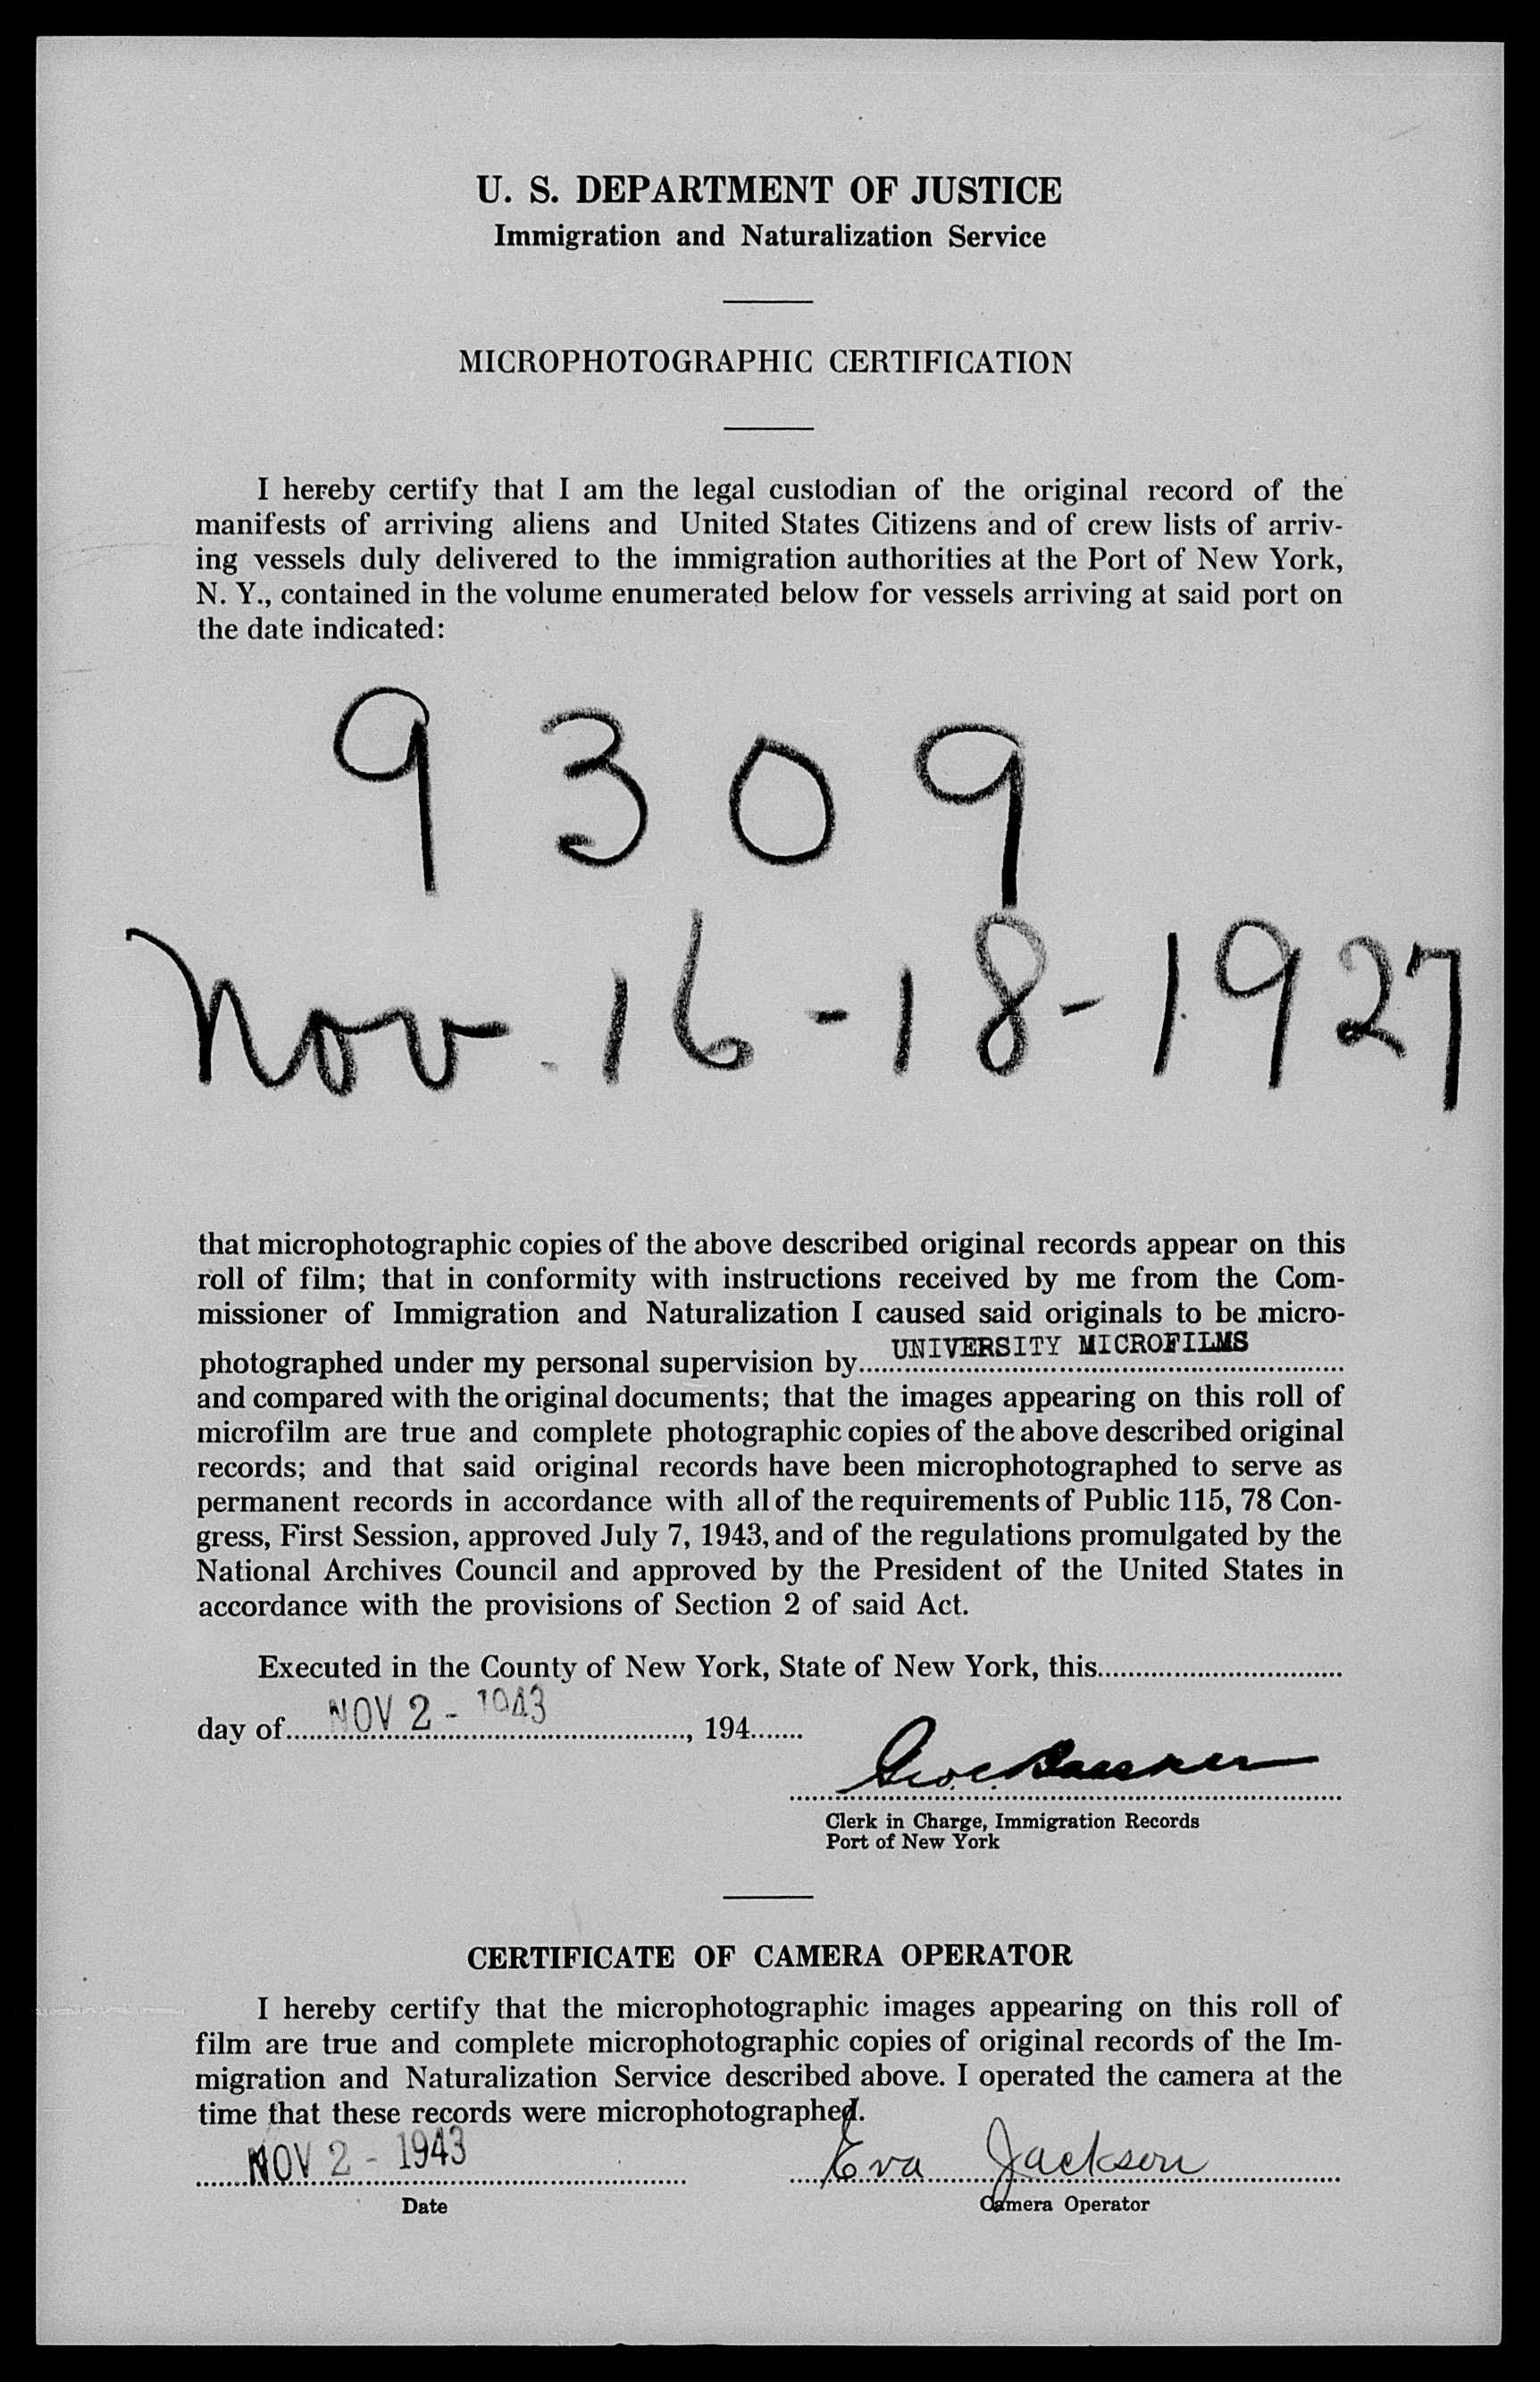 U. S. DEPARTMENT OF JUSTICE
Immigration and Naturalization Service
MICROPHOTOGRAPHIC CERTIFICATION
I hereby certify that I am the legal custodian of the original record of the
manifests of arriving aliens and United States Citizens and of crew lists of arriv-
ing vessels duly delivered to the immigration authorities at the Port of New York,
N. Y., contained in the volume enumerated below for vessels arriving at said port on
the date indicated:
9309
Nov. 16-18-1927
that microphotographic copies of the above described original records appear on this
roll of film; that in conformity with instructions received by me from the Com-
missioner of Immigration and Naturalization I caused said originals to be micro-
photographed under my personal supervision by UNIVERSITY MICROFILMS
and compared with the original documents; that the images appearing on this roll of
microfilm are true and complete photographic copies of the above described original
records; and that said original records have been microphotographed to serve as
permanent records in accordance with all of the requirements of Public 115, 78 Con-
gress, First Session, approved July 7, 1943, and of the regulations promulgated by the
National Archives Council and approved by the President of the United States in
accordance with the provisions of Section 2 of said Act.
Executed in the County of New York, State of New York, this
day of NOV 2 - 1943, 194
Clerk in Charge, Immigration Records
Port of New York
CERTIFICATE OF CAMERA OPERATOR
I hereby certify that the microphotographic images appearing on this roll of
film are true and complete microphotographic copies of original records of the Im-
migration and Naturalization Service described above. I operated the camera at the
time that these records were microphotographed.
NOV 2 - 1943 Eva Jackson
Date Camera Operator